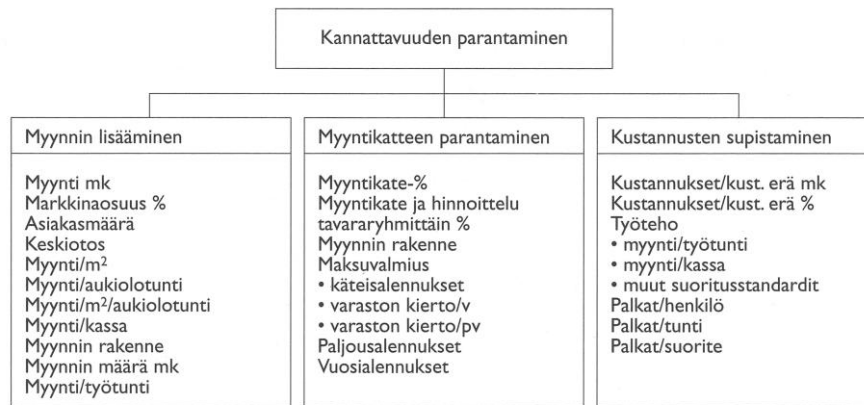 Kannattavuuden parantaminen
Myynnin lisääminen
Myynti mk
Markkinaosuus %
Asiakasmäärä
Keskiotos
Myynti/m²
Myynti/aukiolotunti
Myynti/m²/aukiolotunti
Myynti/kassa
Myynnin rakenne
Myynnin määrä mk
Myynti/työtunti
Myyntikatteen parantaminen
Myyntikate-%
Myyntikate ja hinnoittelu
tavararyhmittäin %
Myynnin rakenne
Maksuvalmius
• käteisalennukset
• varaston kierto/v
• varaston kierto/pv
Paljousalennukset
Vuosialennukset
Kustannusten supistaminen
Kustannukset/kust. erä mk
Kustannukset/kust. erä %
Työteho
• myynti/työtunti
• myynti/kassa
• muut suoritusstandardit
Palkat/henkilö
Palkat/tunti
Palkat/suorite